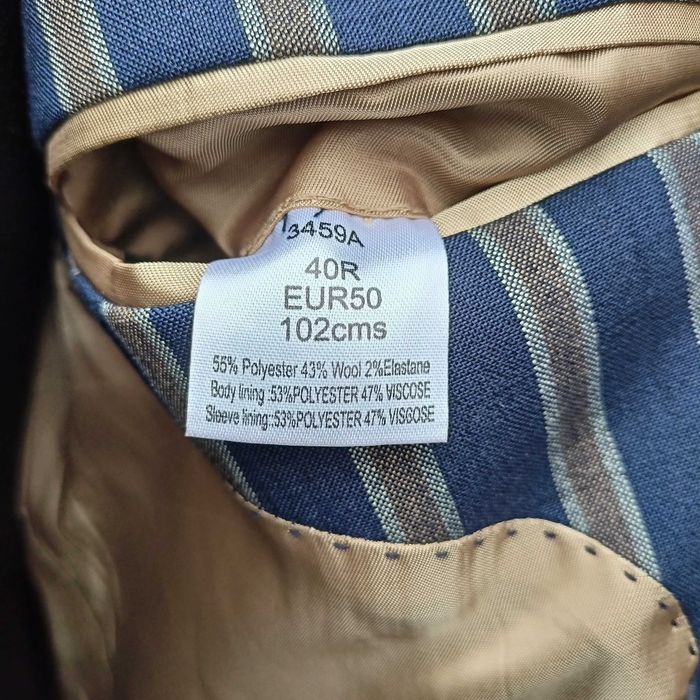 3459A
40R
EUR50
102cms
55% Polyester 43% Wool 2%Elastane
Body lining :53%POLYESTER 47% VISCOSE
Sleeve lining::53%POLYESTER 47% VISCOSE